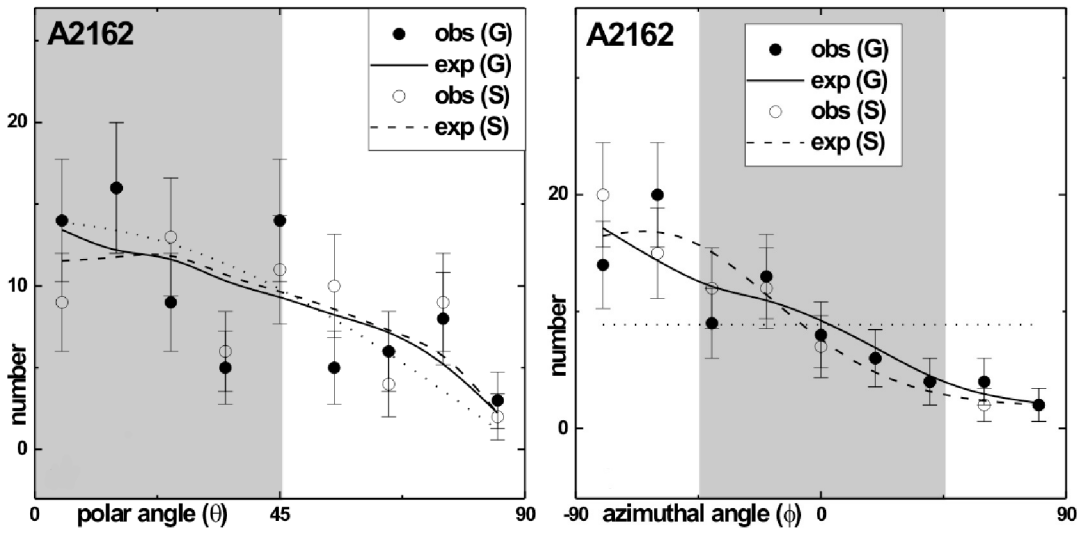 A2162
obs (G)
exp (G)
obs (S)
exp (S)
number
20
10
0
0
45
90
polar angle (θ)
A2162
obs (G)
exp (G)
obs (S)
exp (S)
number
20
0
-90
0
90
azimuthal angle (ϕ)